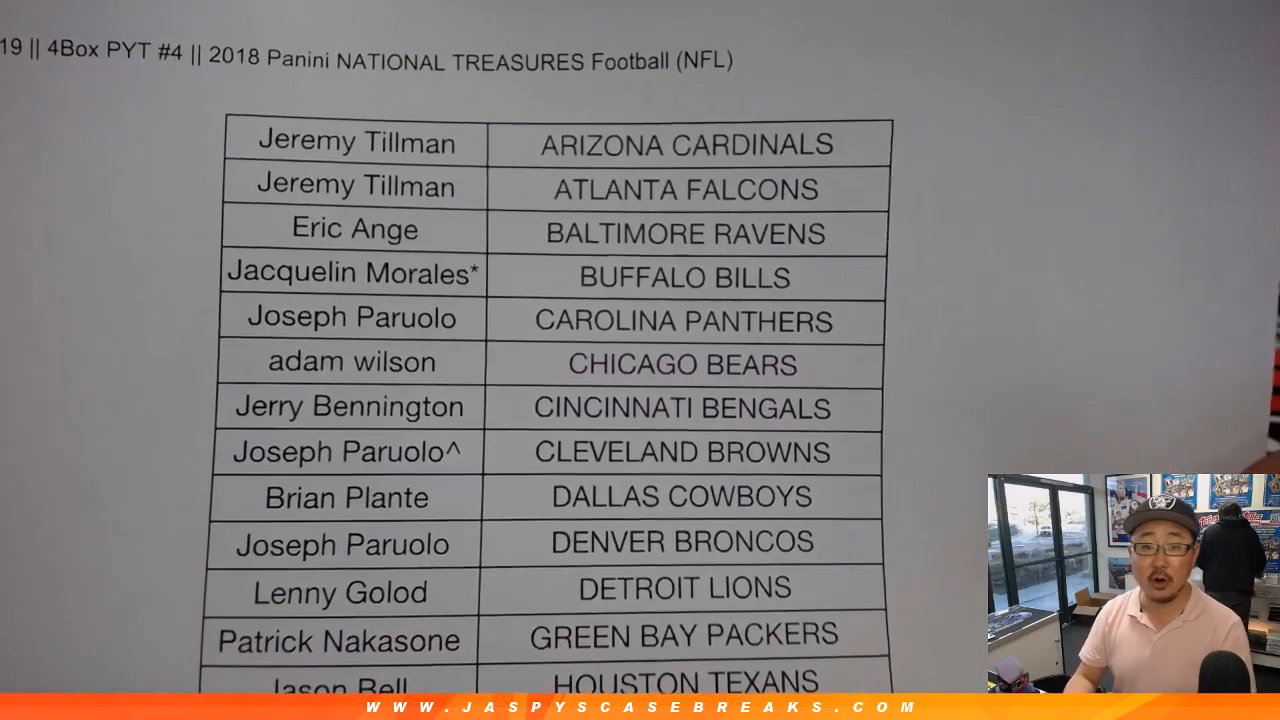 19 || 4Box PYT #4 || 2018 Panini NATIONAL TREASURES Football (NFL)
Jeremy Tillman ARIZONA CARDINALS
Jeremy Tillman ATLANTA FALCONS
Eric Ange BALTIMORE RAVENS
Jacquelin Morales* BUFFALO BILLS
Joseph Paruolo CAROLINA PANTHERS
adam wilson CHICAGO BEARS
Jerry Bennington CINCINNATI BENGALS
Joseph Paruolo^ CLEVELAND BROWNS
Brian Plante DALLAS COWBOYS
Joseph Paruolo DENVER BRONCOS
Lenny Golod DETROIT LIONS
Patrick Nakasone GREEN BAY PACKERS
Jason Bell HOUSTON TEXANS
WWW.JASPYSCASEBREAKS.COM